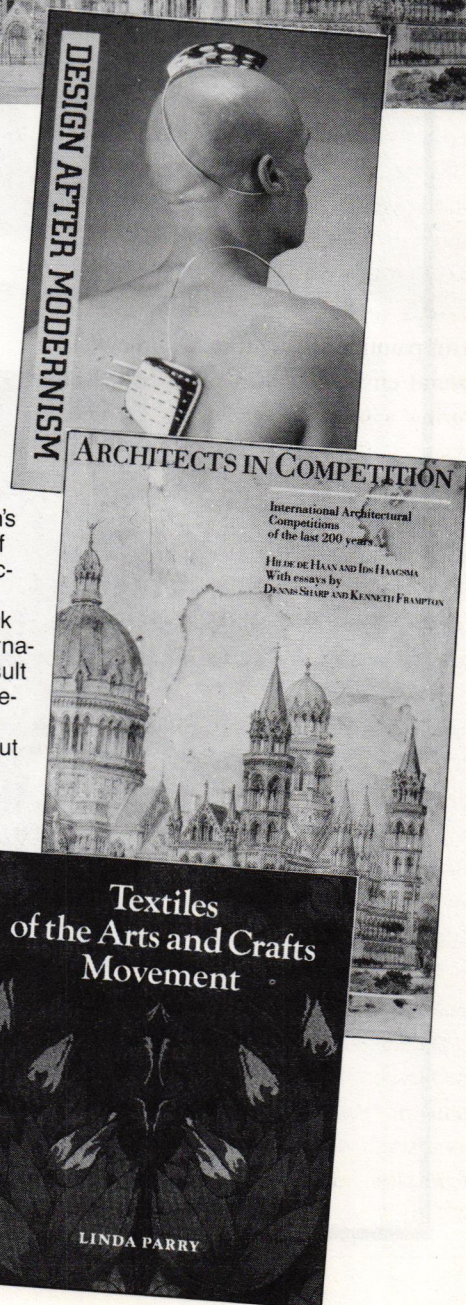 DESIGN AFTER MODERNISM
ARCHITECTS IN COMPETITION
International Architectural
Competitions
of the last 200 years
HILDE DE HAAN AND IDS HAAGSMA
With essays by
DENNIS SHARP AND KENNETH FRAMPTON
Textiles
of the Arts and Crafts
Movement
LINDA PARRY